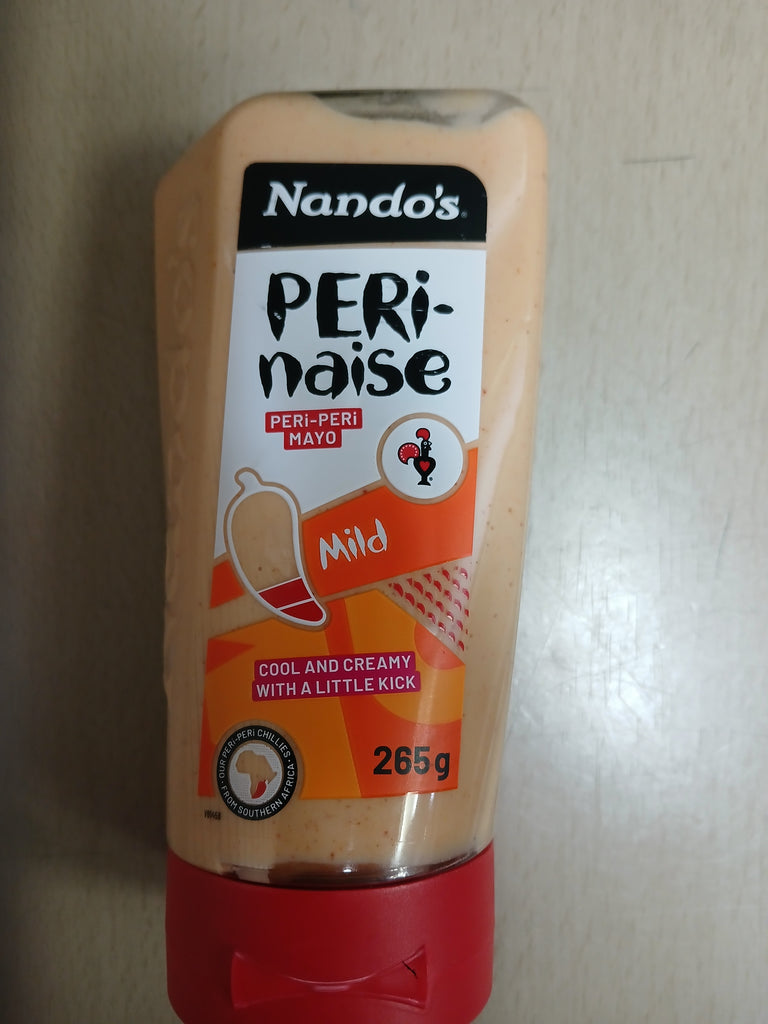 Nando's
PERi-
naise
PERi-PERi
MAYO
Mild
COOL AND CREAMY
WITH A LITTLE KICK
265g
OUR PERi-PERi CHILLIES
FROM SOUTHERN AFRICA